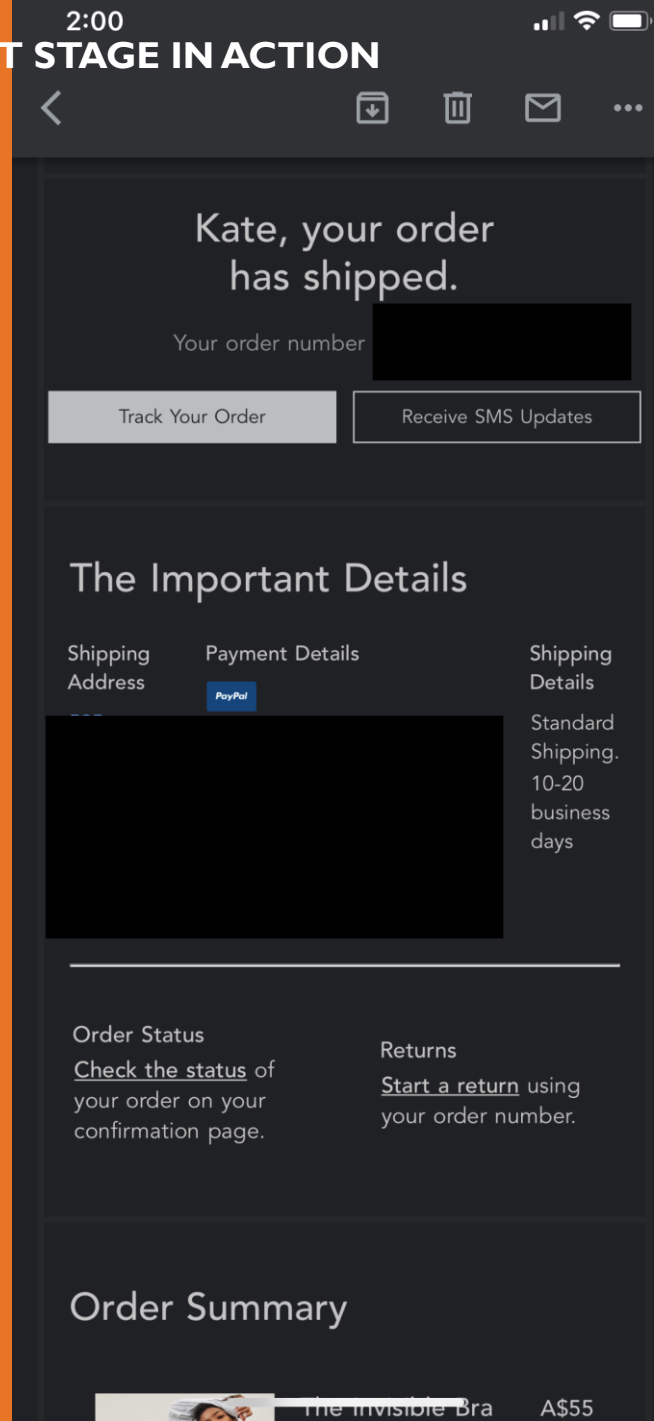 2:00
T STAGE IN ACTION
Kate, your order
has shipped.
Your order number
Track Your Order
Receive SMS Updates
The Important Details
Shipping
Address
Payment Details
PayPal
Shipping
Details
Standard
Shipping.
10-20
business
days
Order Status
Check the status of
your order on your
confirmation page.
Returns
Start a return using
your order number.
Order Summary
The Invisible Bra
A$55